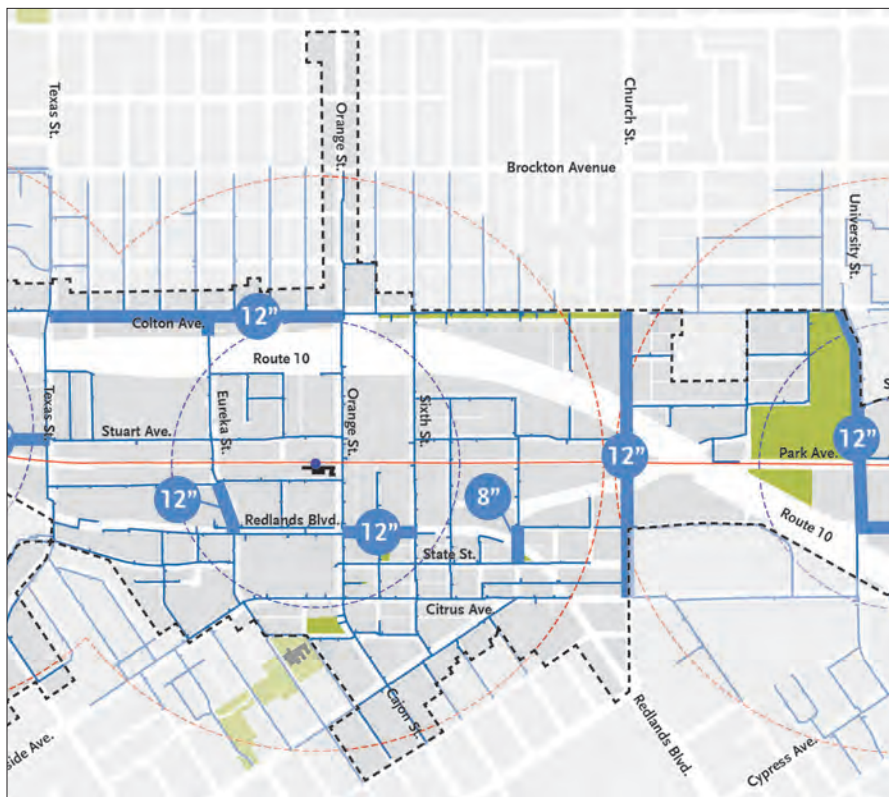 Texas St.
Orange St.
Church St.
Brockton Avenue
University St.
12”
Colton Ave.
Route 10
Texas St.
Eureka St.
Orange St.
Sixth St.
Stuart Ave.
Park Ave.
12”
12”
12”
8”
Redlands Blvd.
12”
State St.
Route 10
Citrus Ave.
Cajon St.
Redlands Blvd.
Cypress Ave.
side Ave.
S